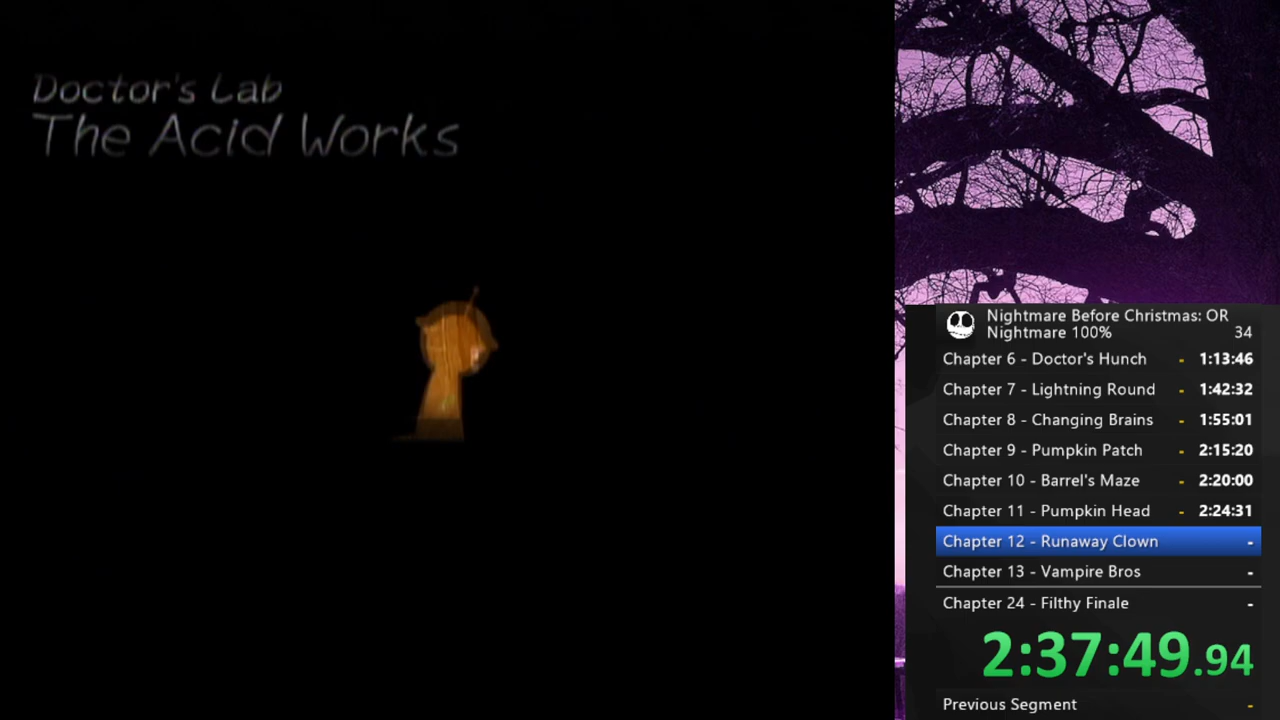 Doctor's Lab
The Acid Works
Nightmare Before Christmas: OR
Nightmare 100% 34
Chapter 6 - Doctor's Hunch - 1:13:46
Chapter 7 - Lightning Round - 1:42:32
Chapter 8 - Changing Brains - 1:55:01
Chapter 9 - Pumpkin Patch - 2:15:20
Chapter 10 - Barrel's Maze - 2:20:00
Chapter 11 - Pumpkin Head - 2:24:31
Chapter 12 - Runaway Clown -
Chapter 13 - Vampire Bros -
Chapter 24 - Filthy Finale -
2:37:49.94
Previous Segment -